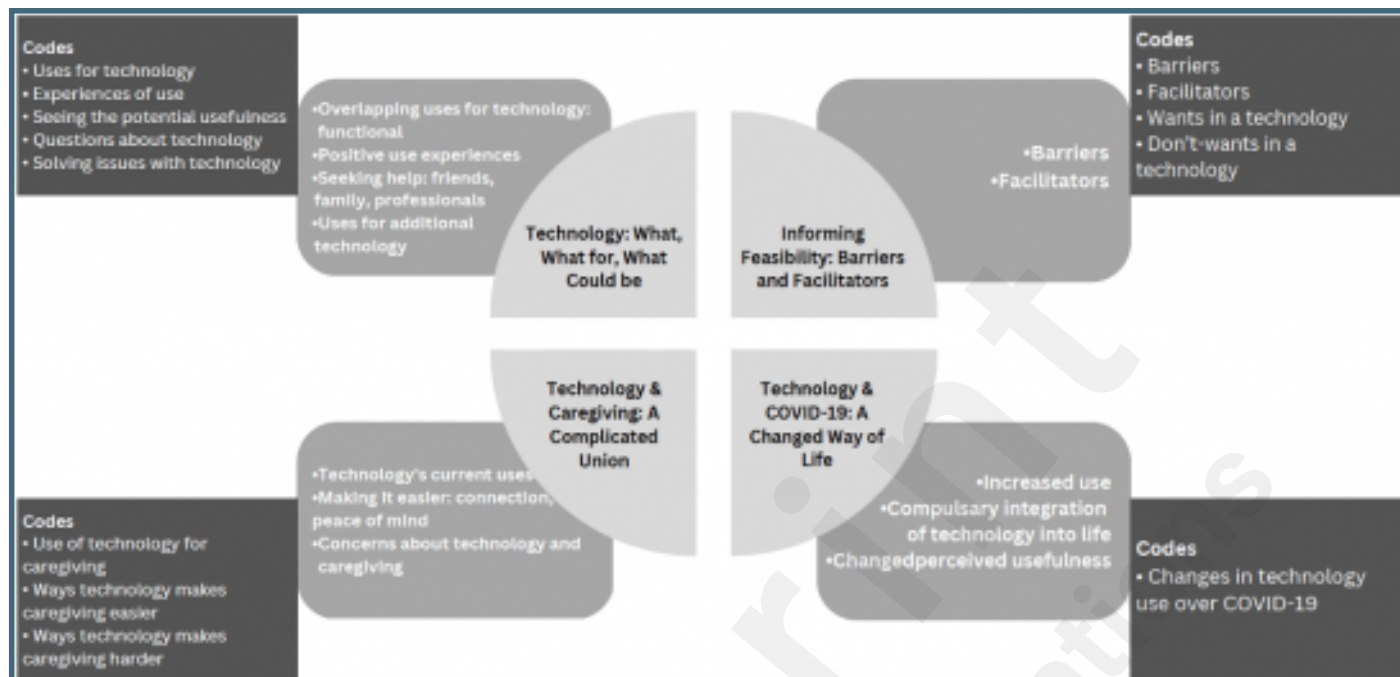 Codes
• Uses for technology
• Experiences of use
• Seeing the potential usefulness
• Questions about technology
• Solving issues with technology
•Overlapping uses for technology:
functional
•Positive use experiences
•Seeking help: friends,
family, professionals
•Uses for additional
technology
Technology: What,
What for, What
Could be
Informing
Feasibility: Barriers
and Facilitators
•Barriers
•Facilitators
Codes
• Barriers
• Facilitators
• Wants in a technology
• Don't-wants in a
technology
Codes
• Use of technology for
caregiving
• Ways technology makes
caregiving easier
• Ways technology makes
caregiving harder
•Technology's current uses
•Making it easier: connection,
peace of mind
•Concerns about technology and
caregiving
Technology &
Caregiving: A
Complicated
Union
Technology &
COVID-19: A
Changed Way of
Life
•Increased use
•Compulsary integration
of technology into life
•Changedperceived usefulness
Codes
• Changes in technology
use over COVID-19